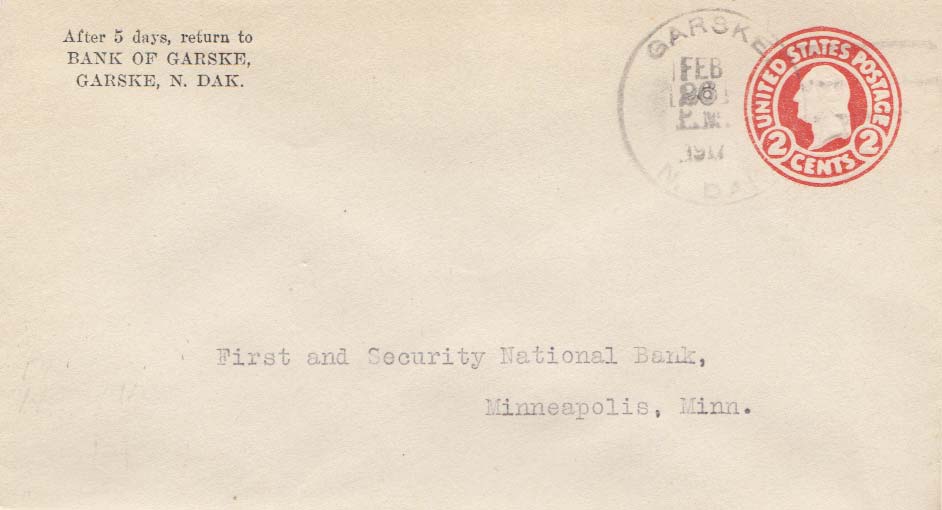 After 5 days, return to
BANK OF GARSKE,
GARSKE, N. DAK.
GARSKE
FEB
26
P.M.
1917
N. DAK
UNITED STATES POSTAGE
2 CENTS 2
First and Security National Bank,
Minneapolis, Minn.